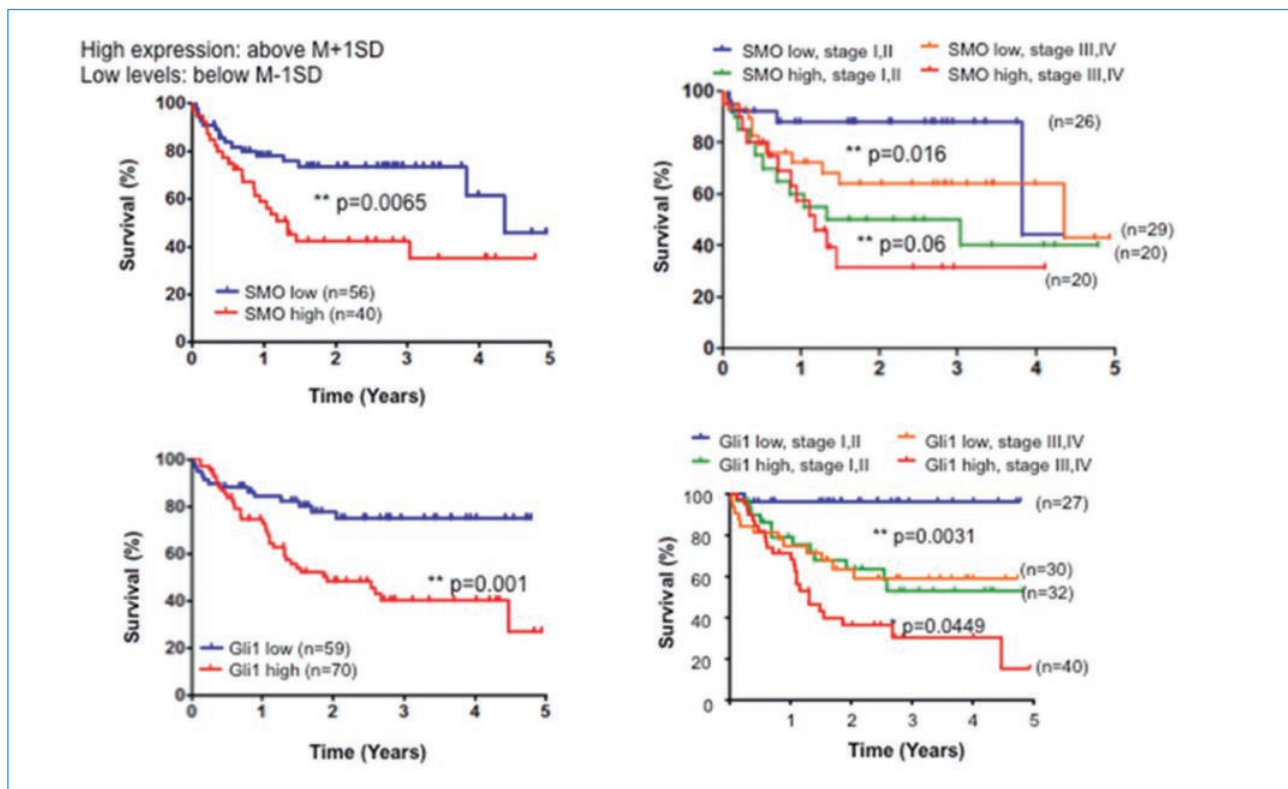 High expression: above M+1SD
Low levels: below M-1SD
100
80
60
40
20
0
Survival (%)
** p=0.0065
SMO low (n=56)
SMO high (n=40)
0 1 2 3 4 5
Time (Years)
SMO low, stage I,II SMO low, stage III,IV
SMO high, stage I,II SMO high, stage III,IV
100
80
60
40
20
0
Survival (%)
(n=26)
** p=0.016
(n=29)
(n=20)
** p=0.06
(n=20)
0 1 2 3 4 5
Time (Years)
100
80
60
40
20
0
Survival (%)
** p=0.001
Gli1 low (n=59)
Gli1 high (n=70)
0 1 2 3 4 5
Time (Years)
Gli1 low, stage I,II Gli1 low, stage III,IV
Gli1 high, stage I,II Gli1 high, stage III,IV
100
80
60
40
20
0
Survival (%)
(n=27)
** p=0.0031
(n=30)
(n=32)
* p=0.0449
(n=40)
1 2 3 4 5
Time (Years)